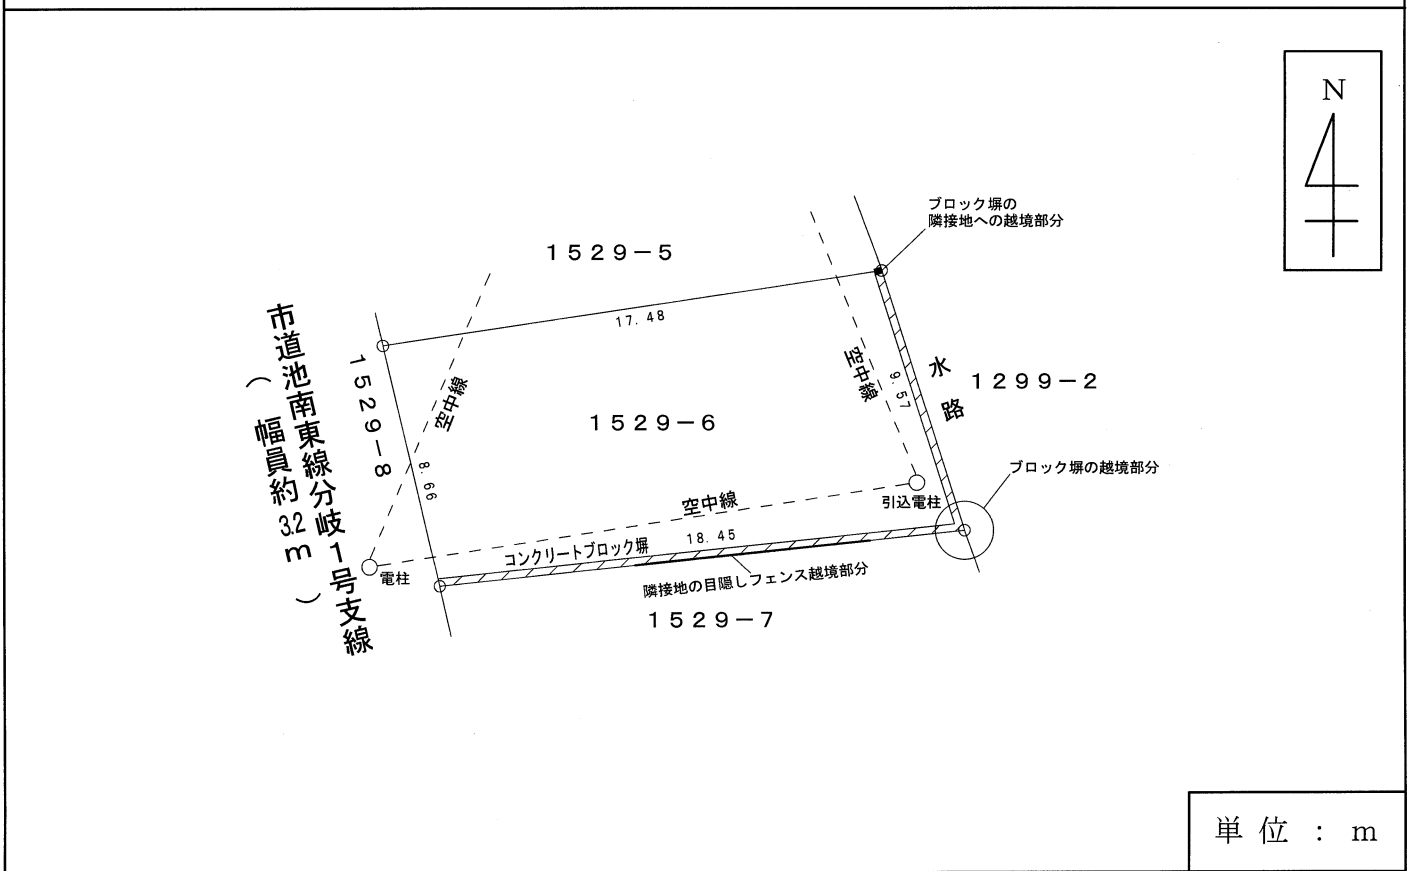 N
ブロック塀の
隣接地への越境部分
1529-5
17.48
市道池南東線分岐1号支線
(幅員約3.2m)
1529-8
空中線
空中線
9.57
水路
1299-2
1529-6
8.66
ブロック塀の越境部分
空中線
引込電柱
18.45
コンクリートブロック塀
電柱
隣接地の目隠しフェンス越境部分
1529-7
単位:m